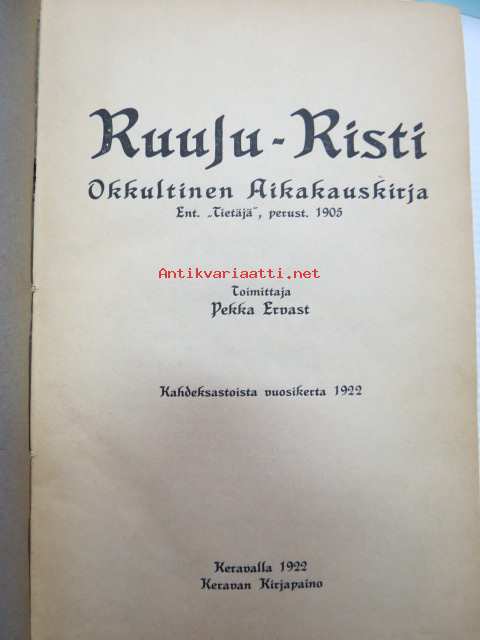 Ruusu-Risti
Okkultinen Aikakauskirja
Ent. „Tietäjä", perust. 1905
Antikvariaatti.net
Toimittaja
Pekka Ervast
Kahdeksastoista vuosikerta 1922
Keravalla 1922
Keravan Kirjapaino